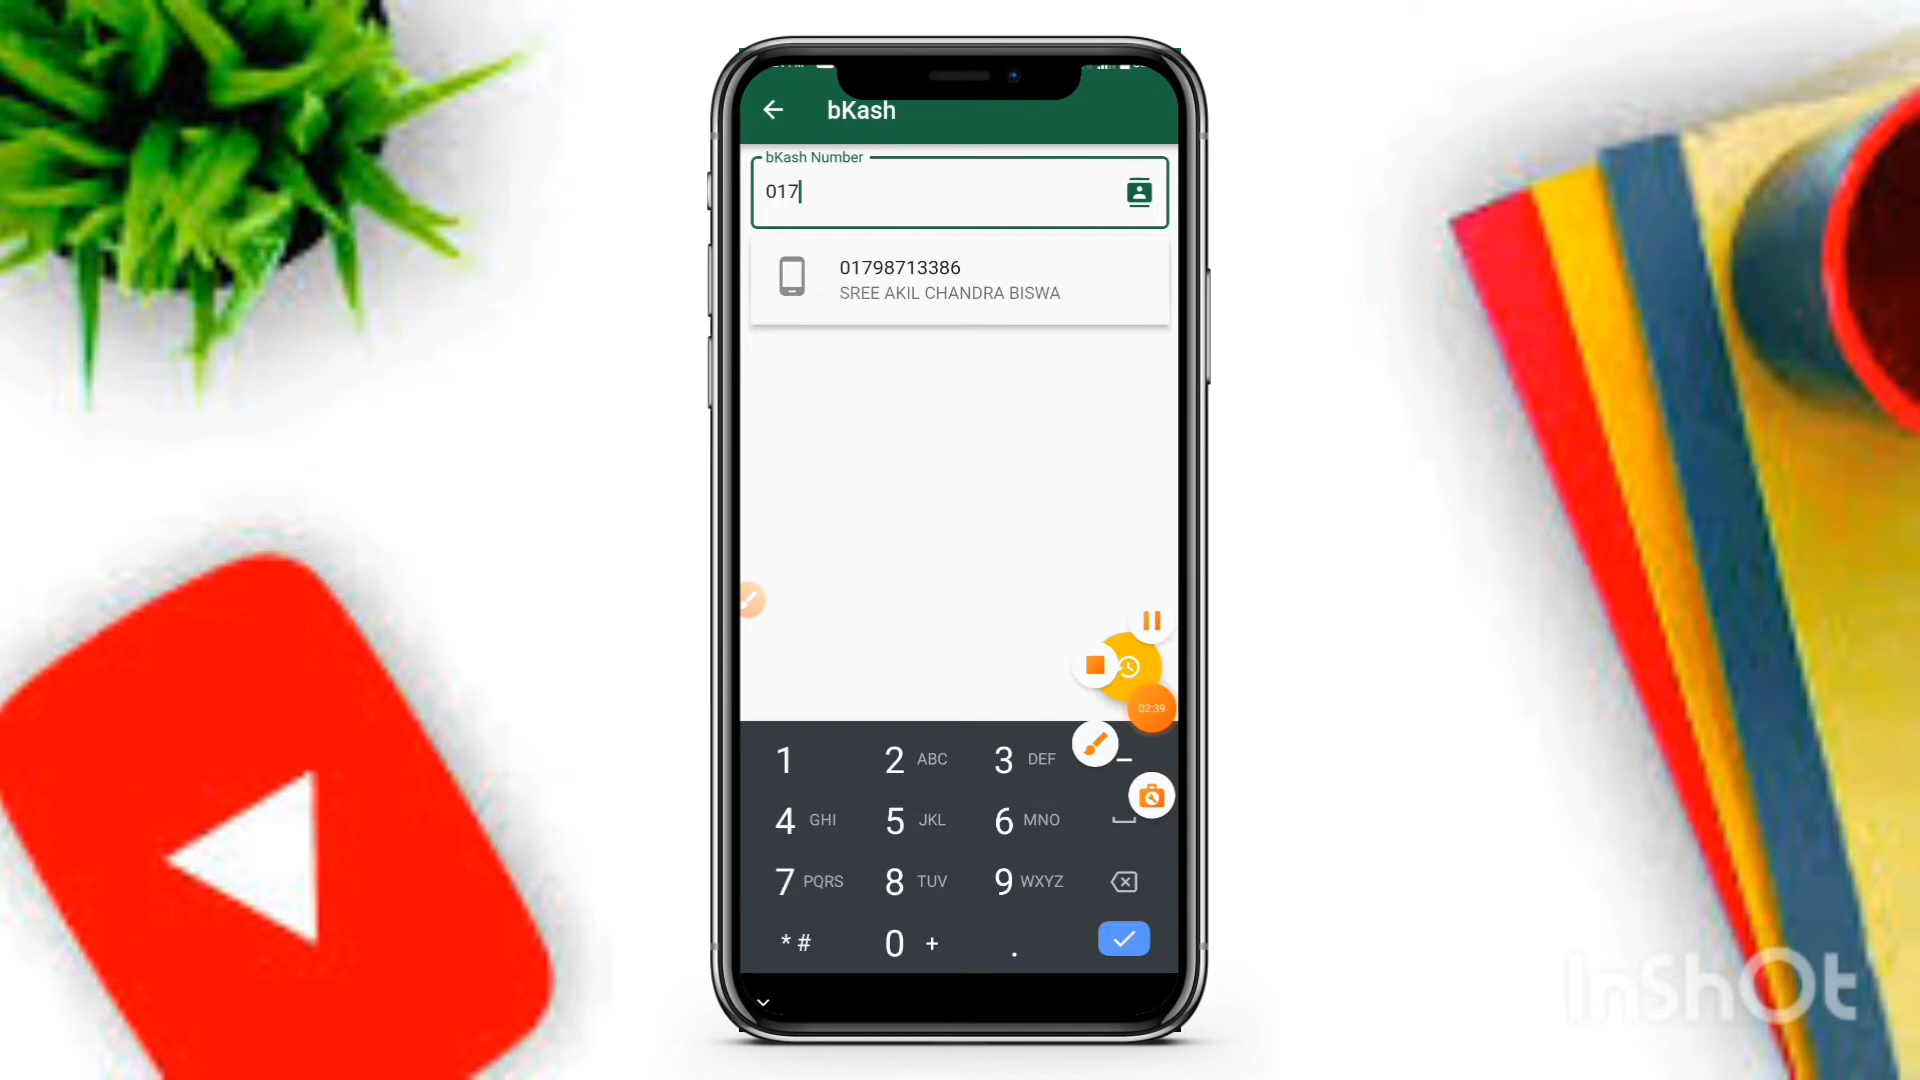 bKash
bKash Number
017
01798713386
SREE AKIL CHANDRA BISWA
02:39
1
2 ABC
3 DEF
4 GHI
5 JKL
6 MNO
7 PQRS
8 TUV
9 WXYZ
* #
0 +
.
InShOt